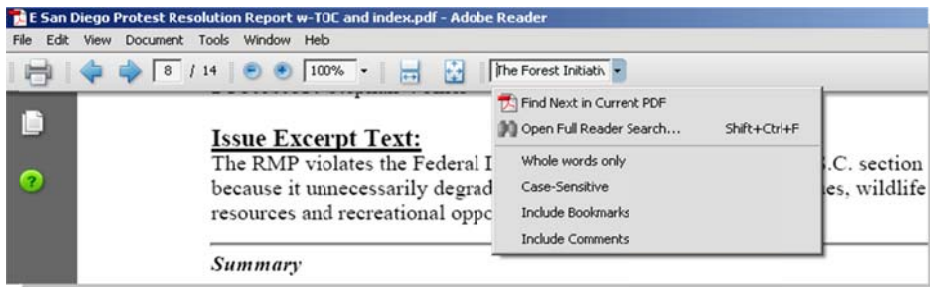 E San Diego Protest Resolution Report w-TOC and index.pdf - Adobe Reader
File Edit View Document Tools Window Help
8 / 14 100% The Forest Initiativ
Find Next in Current PDF
Open Full Reader Search... Shift+Ctrl+F
Whole words only
Case-Sensitive
Include Bookmarks
Include Comments
Issue Excerpt Text:
The RMP violates the Federal .C. section
because it unnecessarily degrad es, wildlife
resources and recreational oppo
Summary